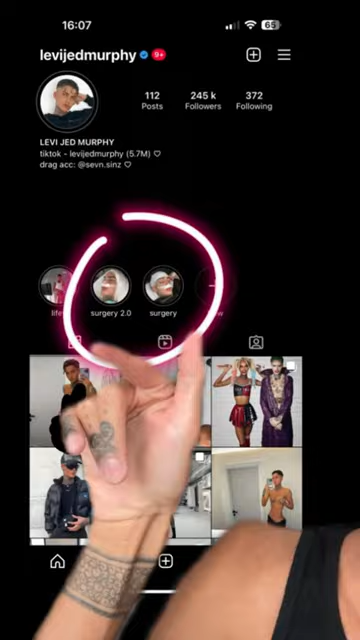 16:07
65
levijedmurphy 9+
112
Posts
245 k
Followers
372
Following
LEVI JED MURPHY
tiktok - levijedmurphy (5.7M) ♡
drag acc: @sevn.sinz ♡
surgery 2.0
surgery